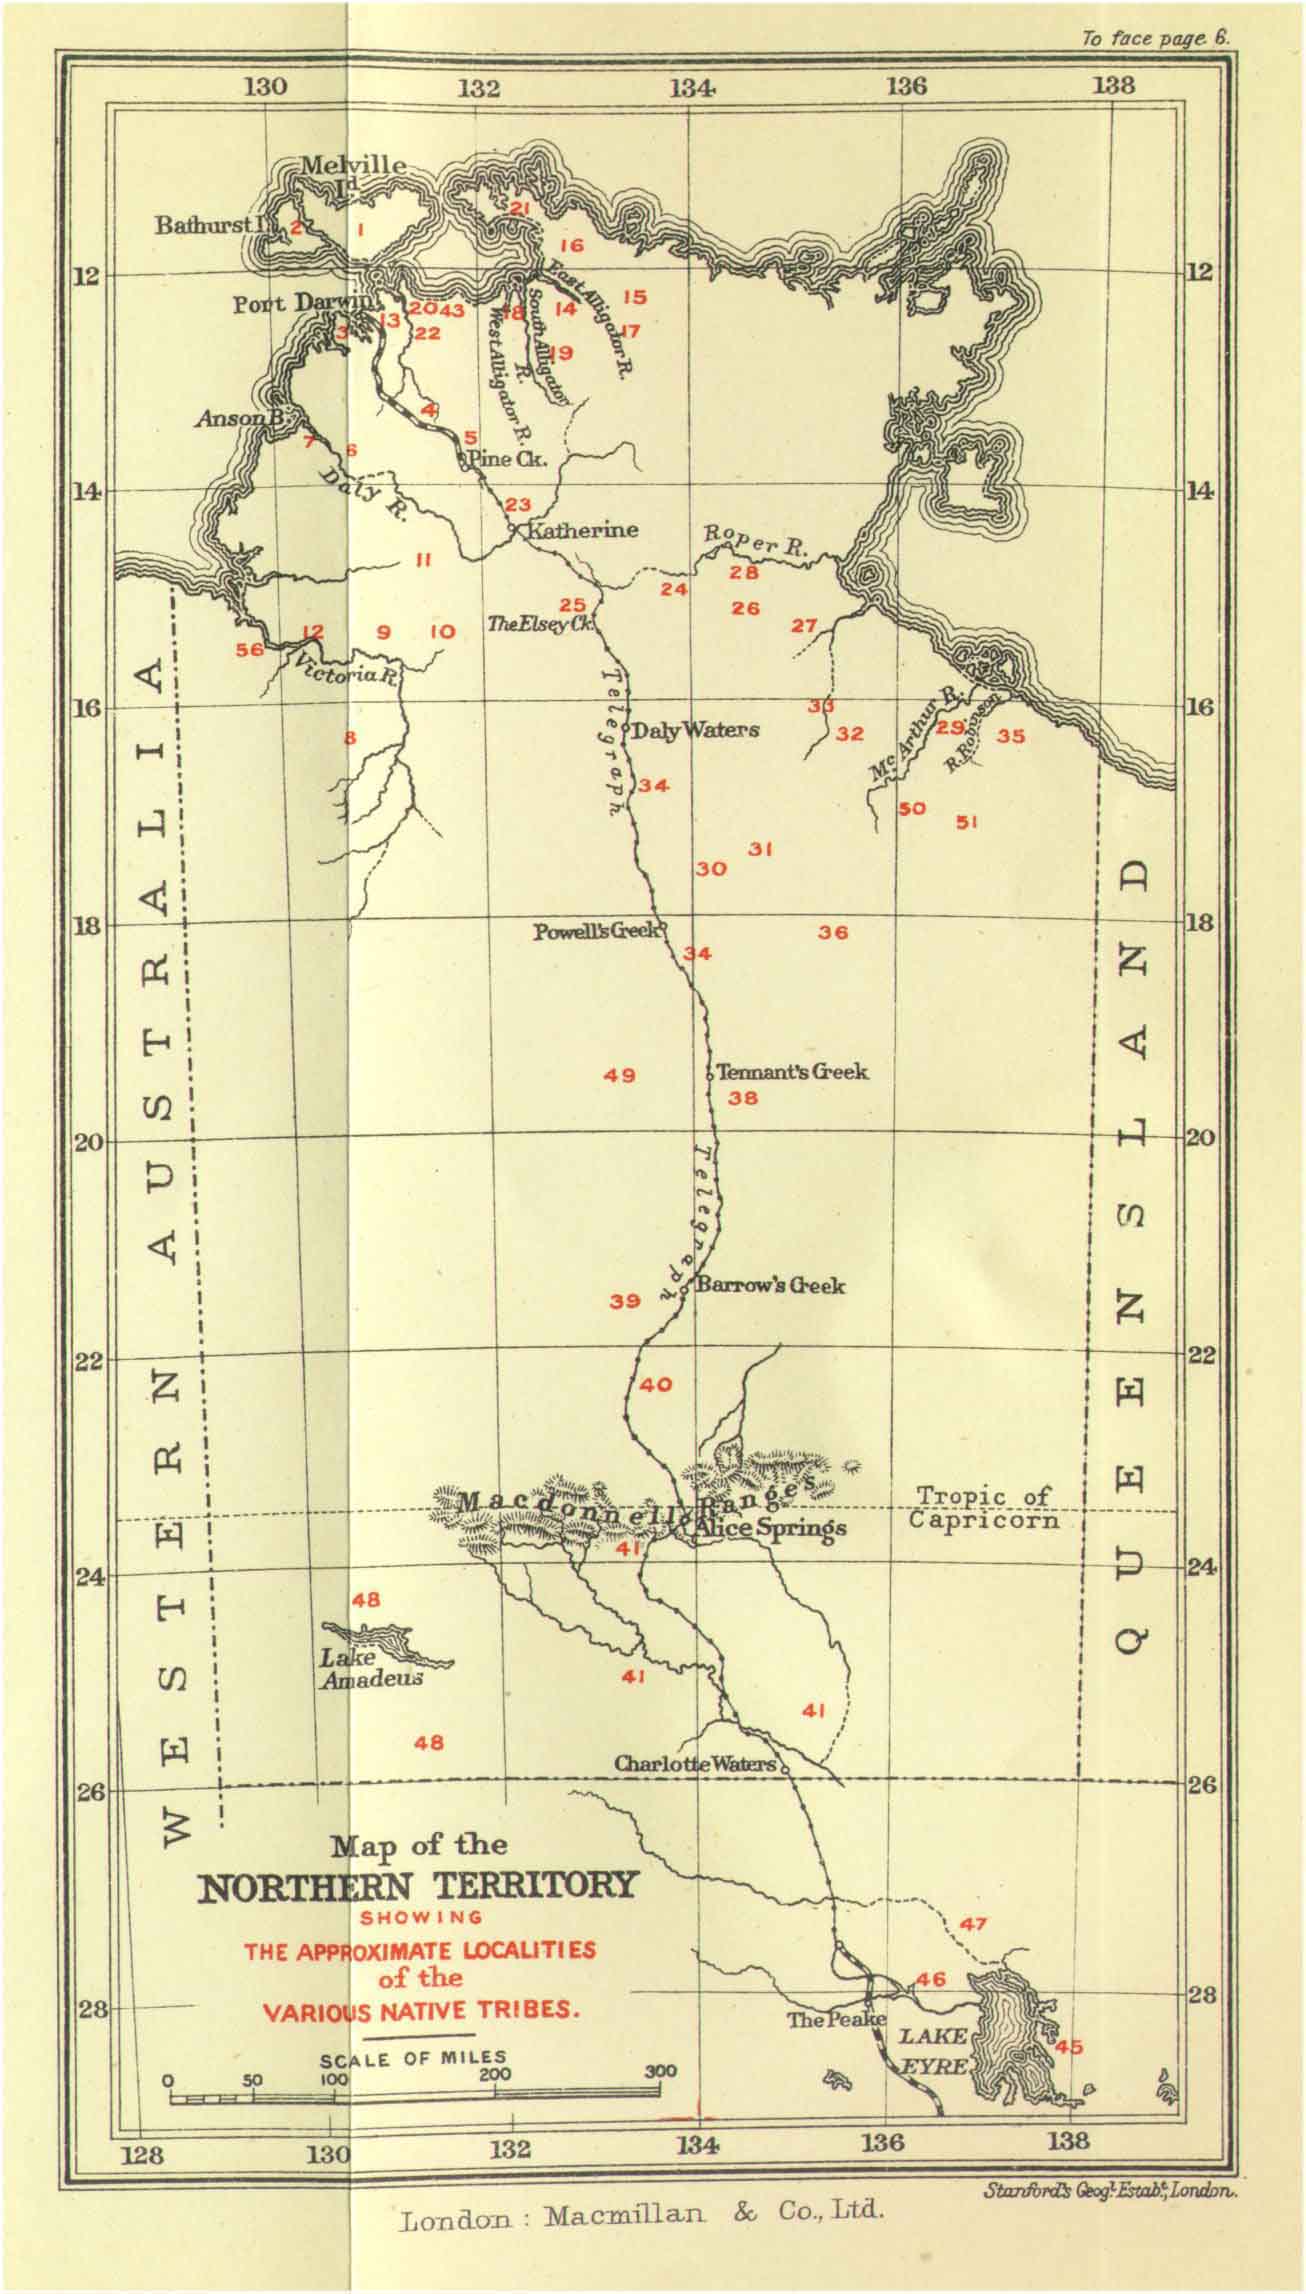 To face page 6.
130 132 134 136 138
Melville
Id.
Bathurst I.
2 1
21
16
12 12
Port Darwin
East Alligator R.
South Alligator R.
West Alligator R.
3 13 20 43 22
18 14 15 17 19
Anson B.
7 6 4 5
Pine Ck.
Daly R.
14 14
23
Katherine
Roper R.
11 24 28
25 26 27
The Elsey Ck.
56 12 9 10
Victoria R.
16 16
8
Telegraph
Daly Waters
33 32
McArthur R.
29
R. Robinson
35
34
50 51
30 31
18 18
Powell's Creek
34 36
49
Tennant's Creek
38
20 20
Telegraph
Barrow's Creek
39
22 22
40
Macdonnell Ranges
Tropic of
Capricorn
Alice Springs
41
24 24
48
Lake
Amadeus
41 41
48
Charlotte Waters
26 26
WESTERN AUSTRALIA
QUEENSLAND
Map of the
NORTHERN TERRITORY
SHOWING
THE APPROXIMATE LOCALITIES
of the
VARIOUS NATIVE TRIBES.
47
46
28 28
The Peake
LAKE
EYRE
45
SCALE OF MILES
0 50 100 200 300
128 130 132 134 136 138
Stanford's Geogl. Estabt., London.
London: Macmillan & Co., Ltd.